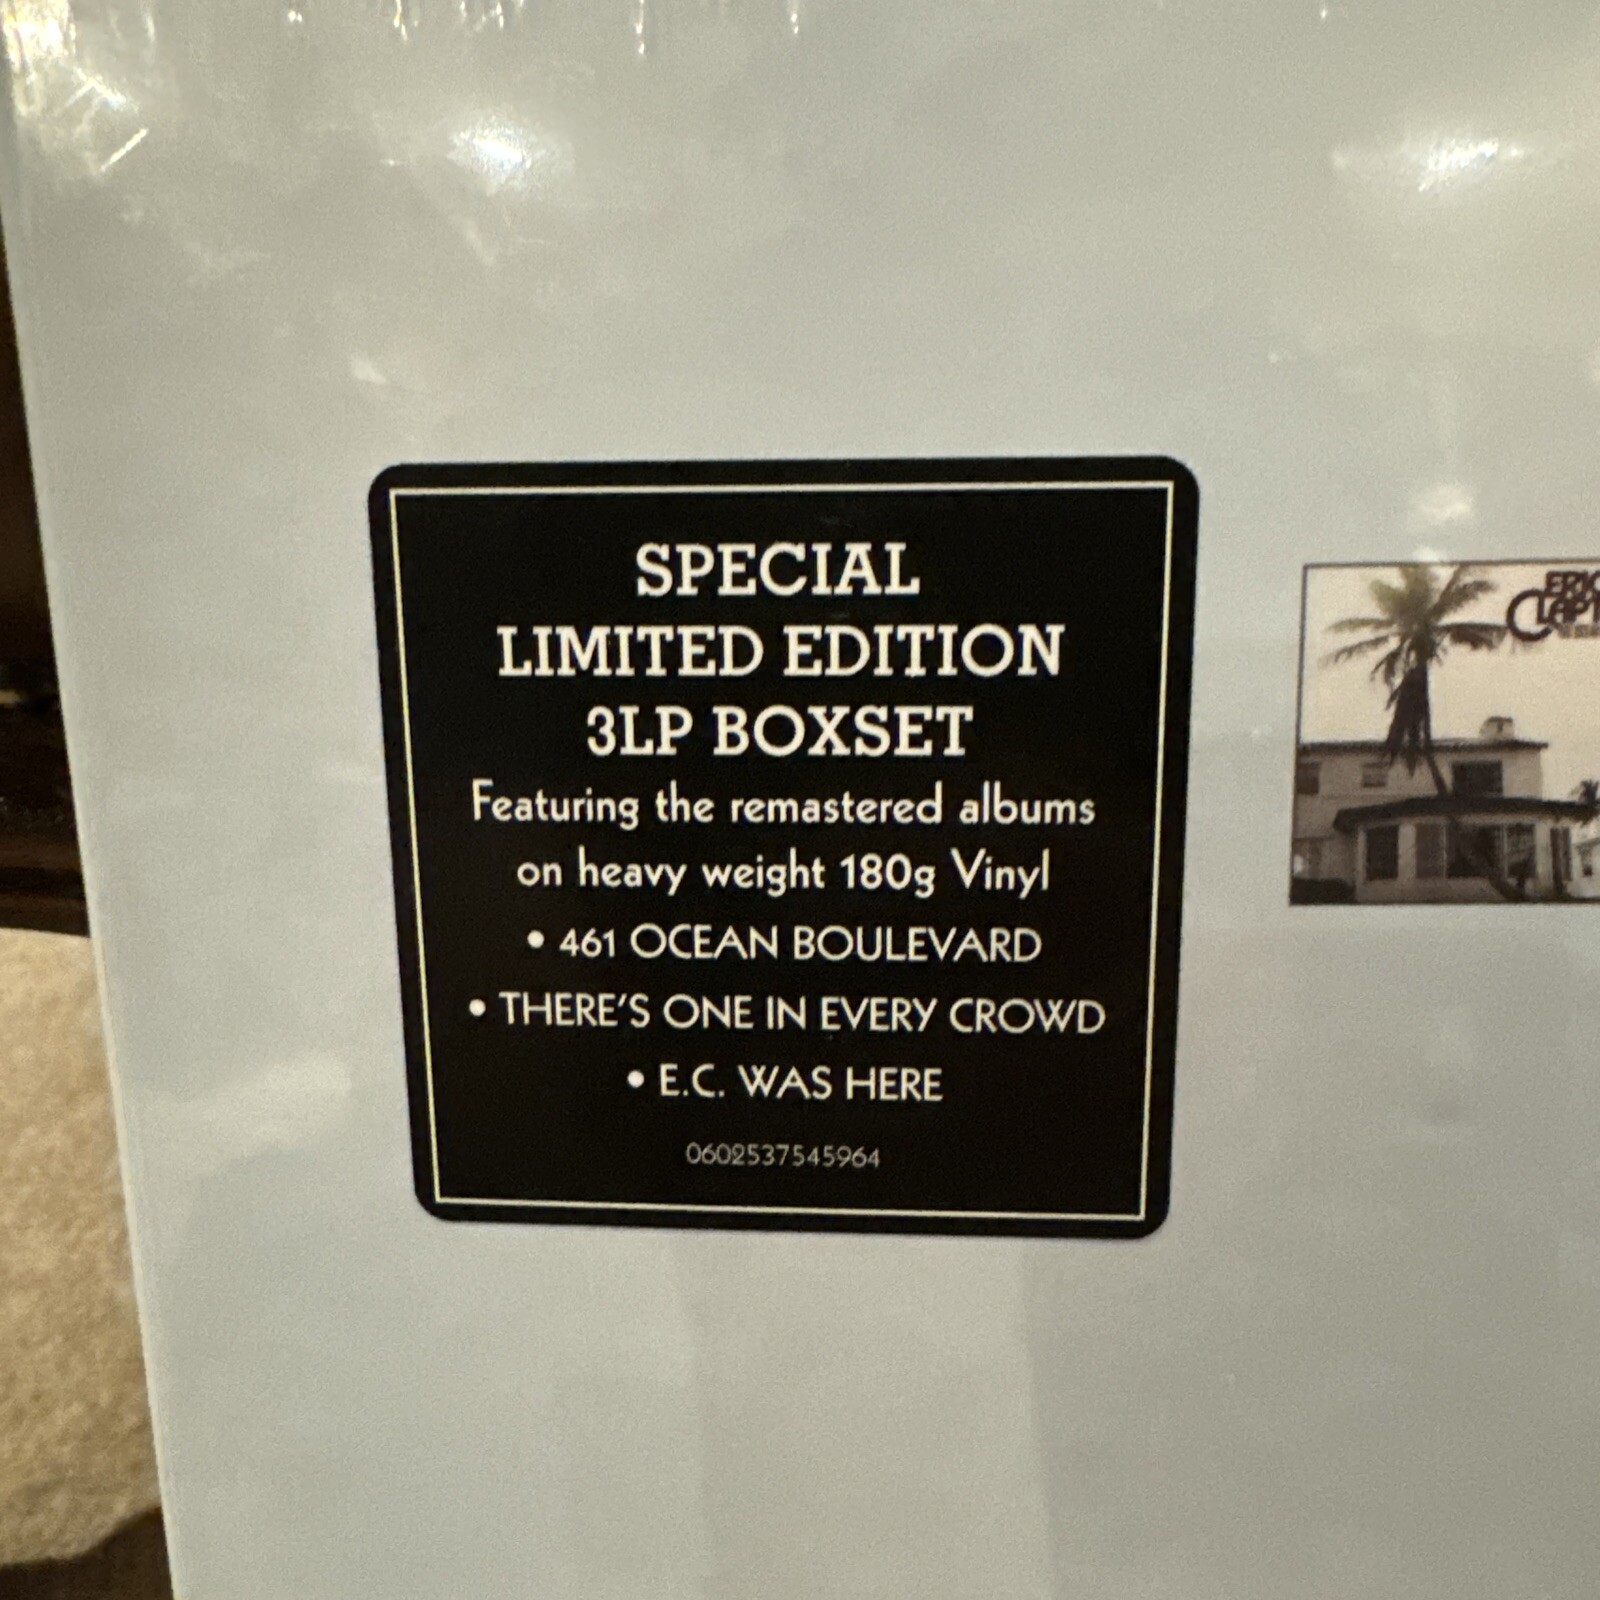 SPECIAL
LIMITED EDITION
3LP BOXSET
Featuring the remastered albums
on heavy weight 180g Vinyl
• 461 OCEAN BOULEVARD
• THERE'S ONE IN EVERY CROWD
• E.C. WAS HERE
0602537545964
ERIC